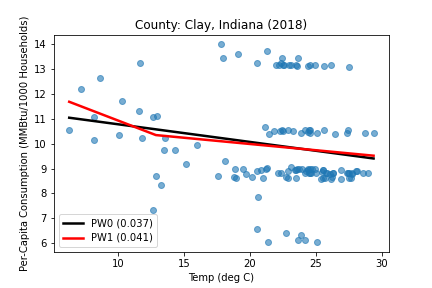 County: Clay, Indiana (2018)
Per-Capita Consumption (MMBtu/1000 Households)
14
13
12
11
10
9
8
7
6
PW0 (0.037)
PW1 (0.041)
10 15 20 25 30
Temp (deg C)